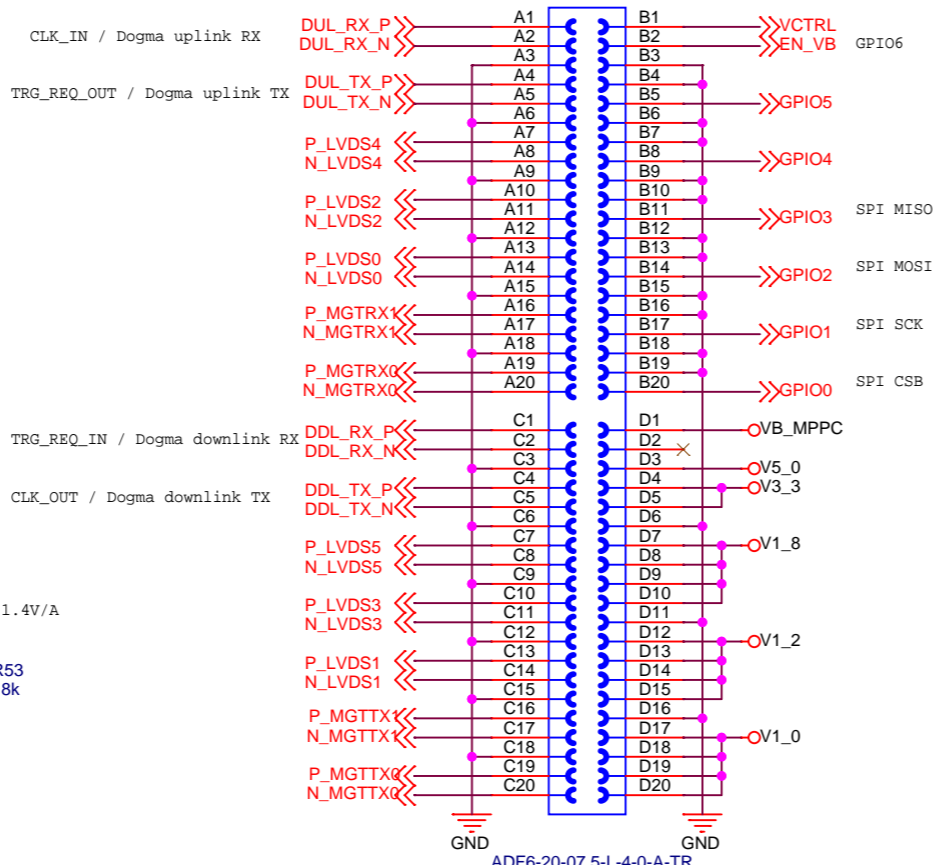 A1 B1
DUL_RX_P VCTRL
CLK_IN / Dogma uplink RX
DUL_RX_N A2 B2 EN_VB GPIO6
A3 B3
DUL_TX_P A4 B4
TRG_REQ_OUT / Dogma uplink TX
DUL_TX_N A5 B5 GPIO5
A6 B6
P_LVDS4 A7 B7
N_LVDS4 A8 B8 GPIO4
A9 B9
P_LVDS2 A10 B10
N_LVDS2 A11 B11 GPIO3 SPI MISO
A12 B12
P_LVDS0 A13 B13
N_LVDS0 A14 B14 GPIO2 SPI MOSI
A15 B15
P_MGTRX1 A16 B16
N_MGTRX1 A17 B17 GPIO1 SPI SCK
A18 B18
P_MGTRX0 A19 B19
N_MGTRX0 A20 B20 GPIO0 SPI CSB
DDL_RX_P C1 D1 VB_MPPC
TRG_REQ_IN / Dogma downlink RX
DDL_RX_N C2 D2
C3 D3 V5_0
DDL_TX_P C4 D4 V3_3
CLK_OUT / Dogma downlink TX
DDL_TX_N C5 D5
C6 D6
P_LVDS5 C7 D7 V1_8
N_LVDS5 C8 D8
C9 D9
P_LVDS3 C10 D10
1.4V/A
N_LVDS3 C11 D11
C12 D12 V1_2
P_LVDS1 C13 D13
R53
N_LVDS1 C14 D14
8k
C15 D15
P_MGTTX1 C16 D16
N_MGTTX1 C17 D17 V1_0
C18 D18
P_MGTTX0 C19 D19
N_MGTTX0 C20 D20
GND GND
ADF6-20-07.5-L-4-0-A-TR